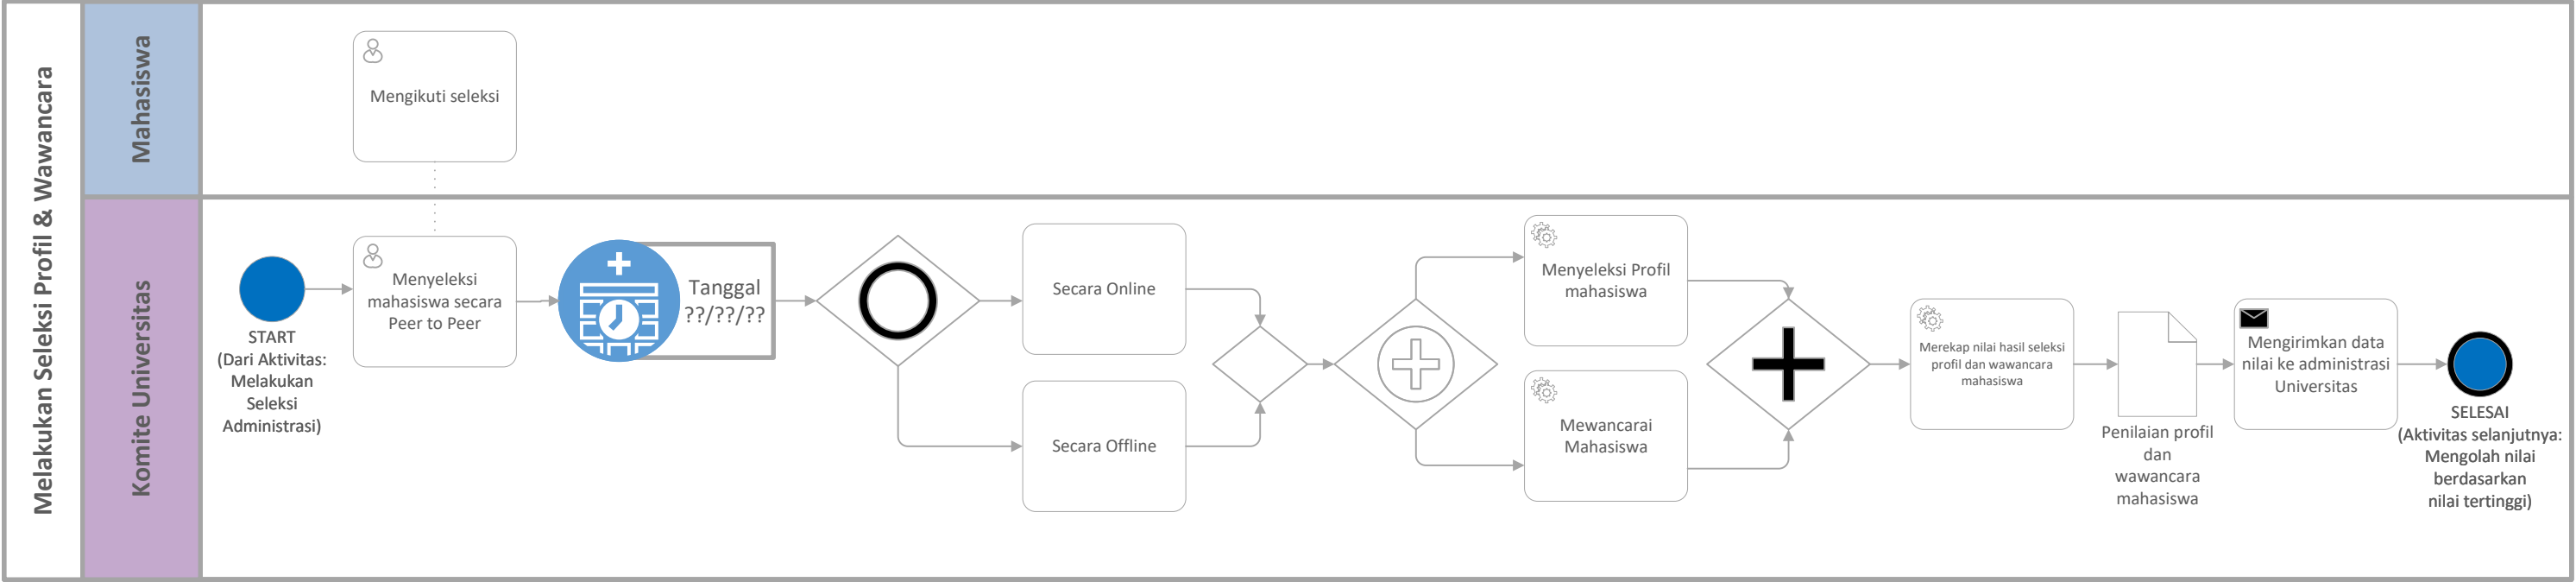 Melakukan Seleksi Profil & Wawancara
Mahasiswa
Mengikuti seleksi
Komite Universitas
START
(Dari Aktivitas:
Melakukan
Seleksi
Administrasi)
Menyeleksi
mahasiswa secara
Peer to Peer
Tanggal
??/??/??
Secara Online
Secara Offline
Menyeleksi Profil
mahasiswa
Mewancarai
Mahasiswa
Merekap nilai hasil seleksi
profil dan wawancara
mahasiswa
Penilaian profil
dan
wawancara
mahasiswa
Mengirimkan data
nilai ke administrasi
Universitas
SELESAI
(Aktivitas selanjutnya:
Mengolah nilai
berdasarkan
nilai tertinggi)